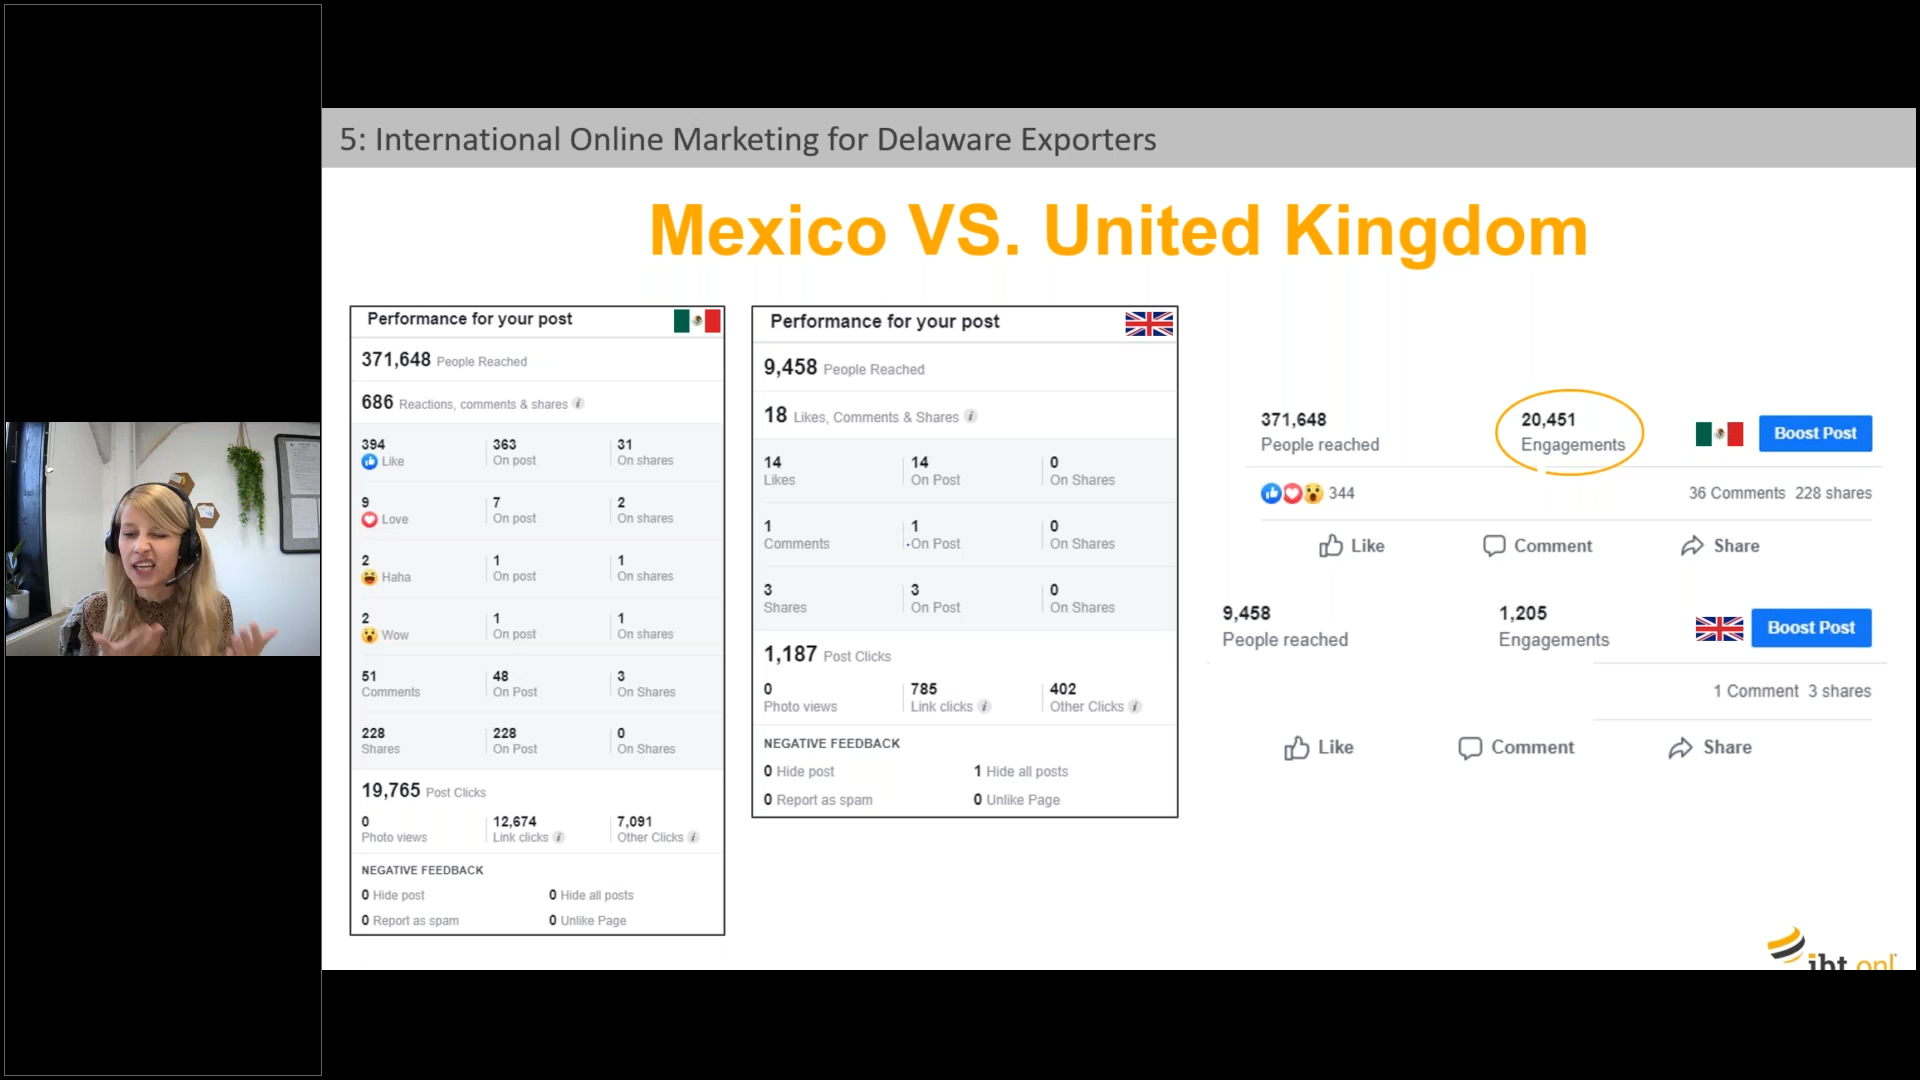 5: International Online Marketing for Delaware Exporters
Mexico VS. United Kingdom
Performance for your post
371,648 People Reached
686 Reactions, comments & shares
394 363 31
Like On post On shares
9 7 2
Love On post On shares
2 1 1
Haha On post On shares
2 1 1
Wow On post On shares
51 48 3
Comments On Post On Shares
228 228 0
Shares On Post On Shares
19,765 Post Clicks
0 12,674 7,091
Photo views Link clicks Other Clicks
NEGATIVE FEEDBACK
0 Hide post 0 Hide all posts
0 Report as spam 0 Unlike Page
Performance for your post
9,458 People Reached
18 Likes, Comments & Shares
14 14 0
Likes On Post On Shares
1 1 0
Comments On Post On Shares
3 3 0
Shares On Post On Shares
1,187 Post Clicks
0 785 402
Photo views Link clicks Other Clicks
NEGATIVE FEEDBACK
0 Hide post 1 Hide all posts
0 Report as spam 0 Unlike Page
371,648 20,451
People reached Engagements Boost Post
344 36 Comments 228 shares
Like Comment Share
9,458 1,205
People reached Engagements Boost Post
1 Comment 3 shares
Like Comment Share
ibt onl